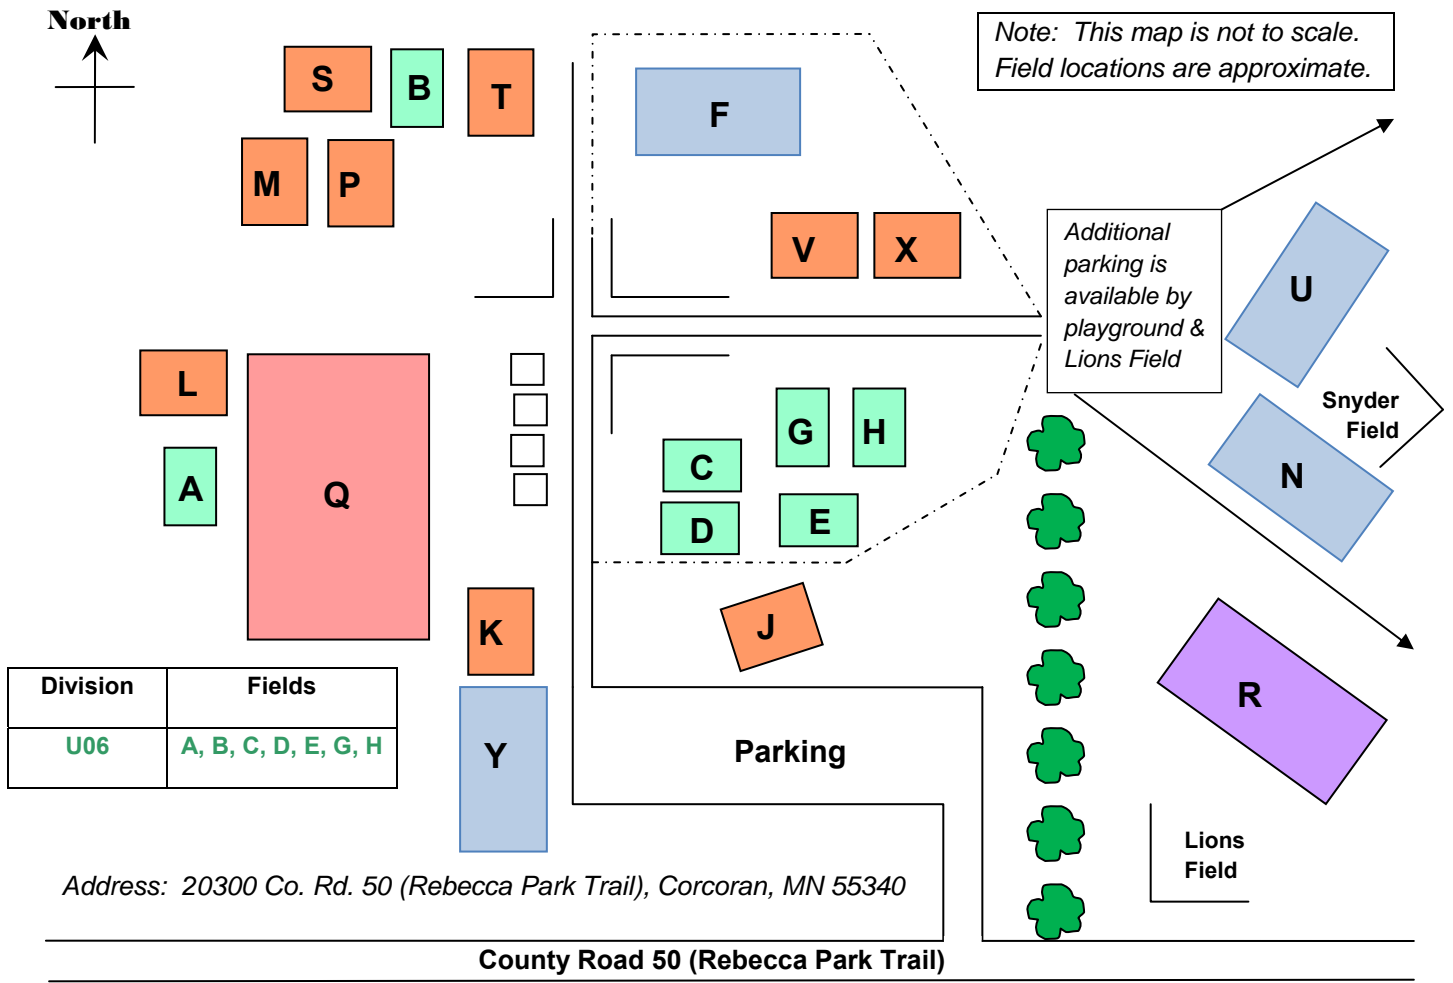 North
Note: This map is not to scale.
Field locations are approximate.
S
B
T
F
M
P
V
X
Additional
parking is
available by
playground &
Lions Field
U
L
A
Q
G
H
C
D
E
Snyder
Field
N
K
J
R
Division Fields
U06 A, B, C, D, E, G, H
Y
Parking
Lions
Field
Address: 20300 Co. Rd. 50 (Rebecca Park Trail), Corcoran, MN 55340
County Road 50 (Rebecca Park Trail)